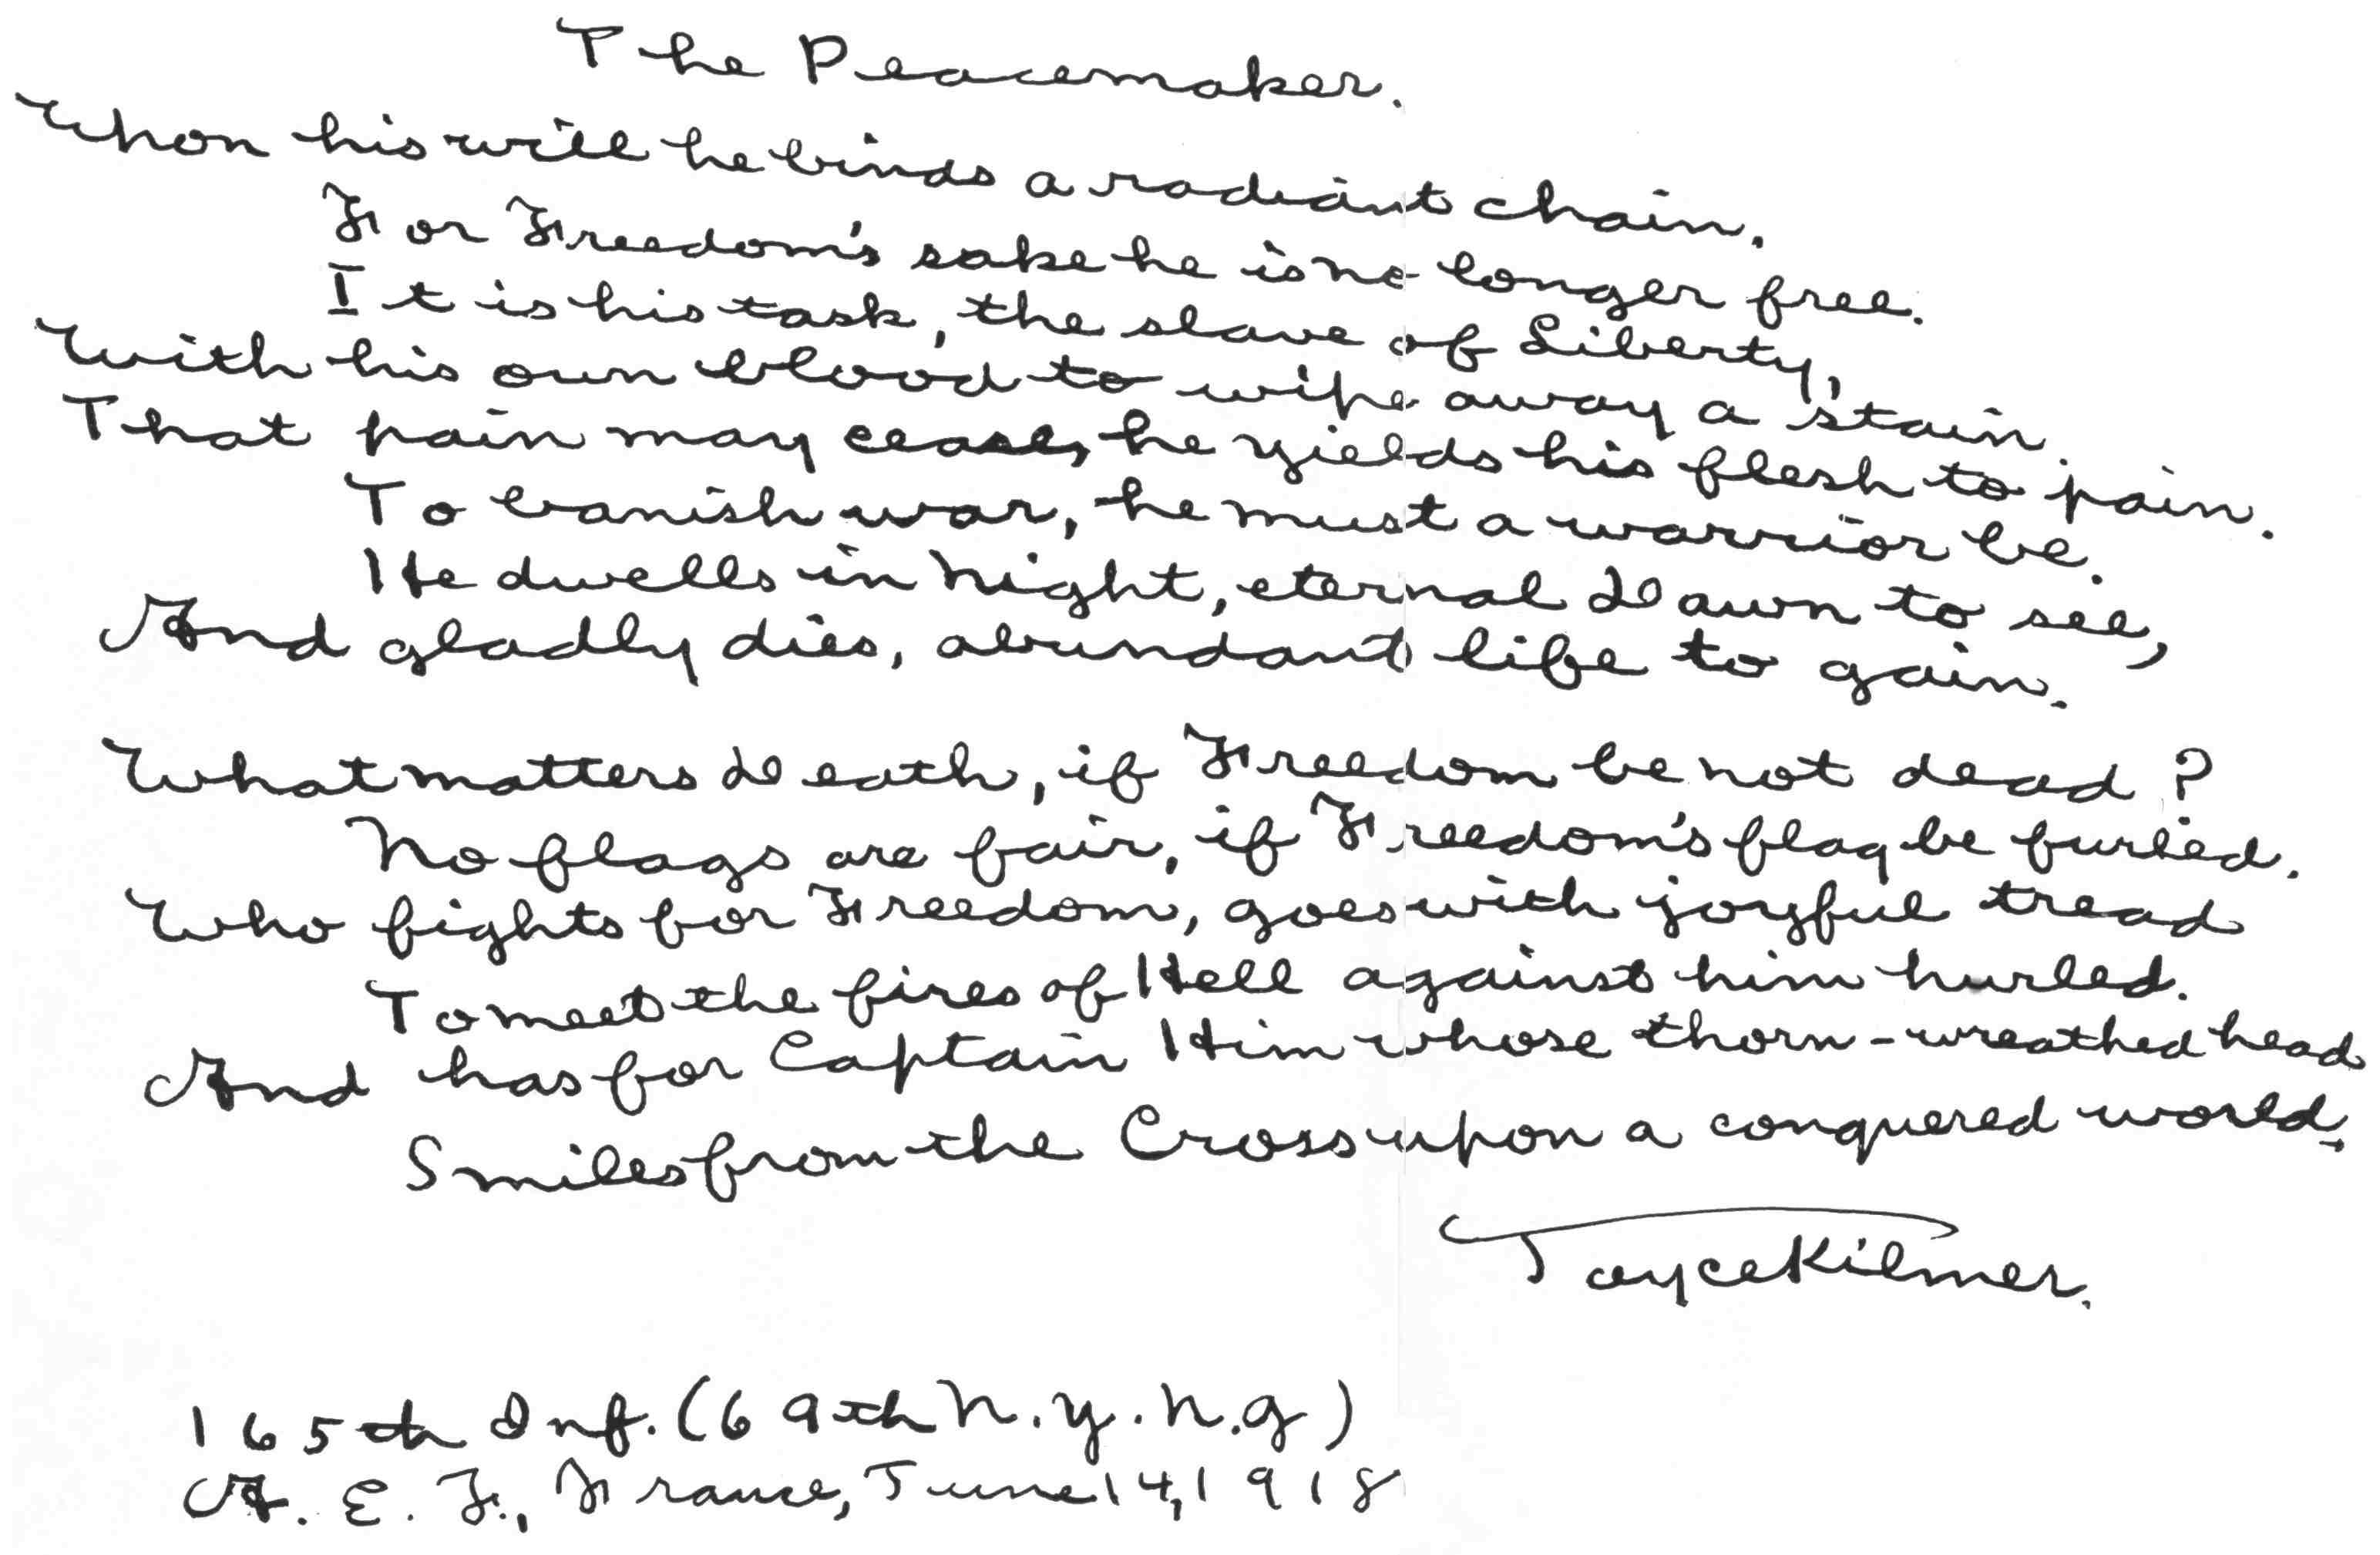 The Peacemaker.
Upon his will he binds a radiant chain.
For Freedom's sake he is no longer free.
It is his task, the slave of Liberty,
With his own blood to wipe away a stain.
That pain may cease, he yields his flesh to pain.
To banish war, he must a warrior be.
He dwells in Night, eternal Dawn to see,
And gladly dies, abundant life to gain.
What matters Death, if Freedom be not dead?
No flags are fair, if Freedom's flag be furled.
Who fights for Freedom, goes with joyful tread
To meet the fires of Hell against him hurled.
And has for Captain Him whose thorn-wreathed head
Smiles from the Cross upon a conquered world.
Joyce Kilmer.
165th Inf. (69th N.Y.N.G)
A. E. F., France, June 14, 1918